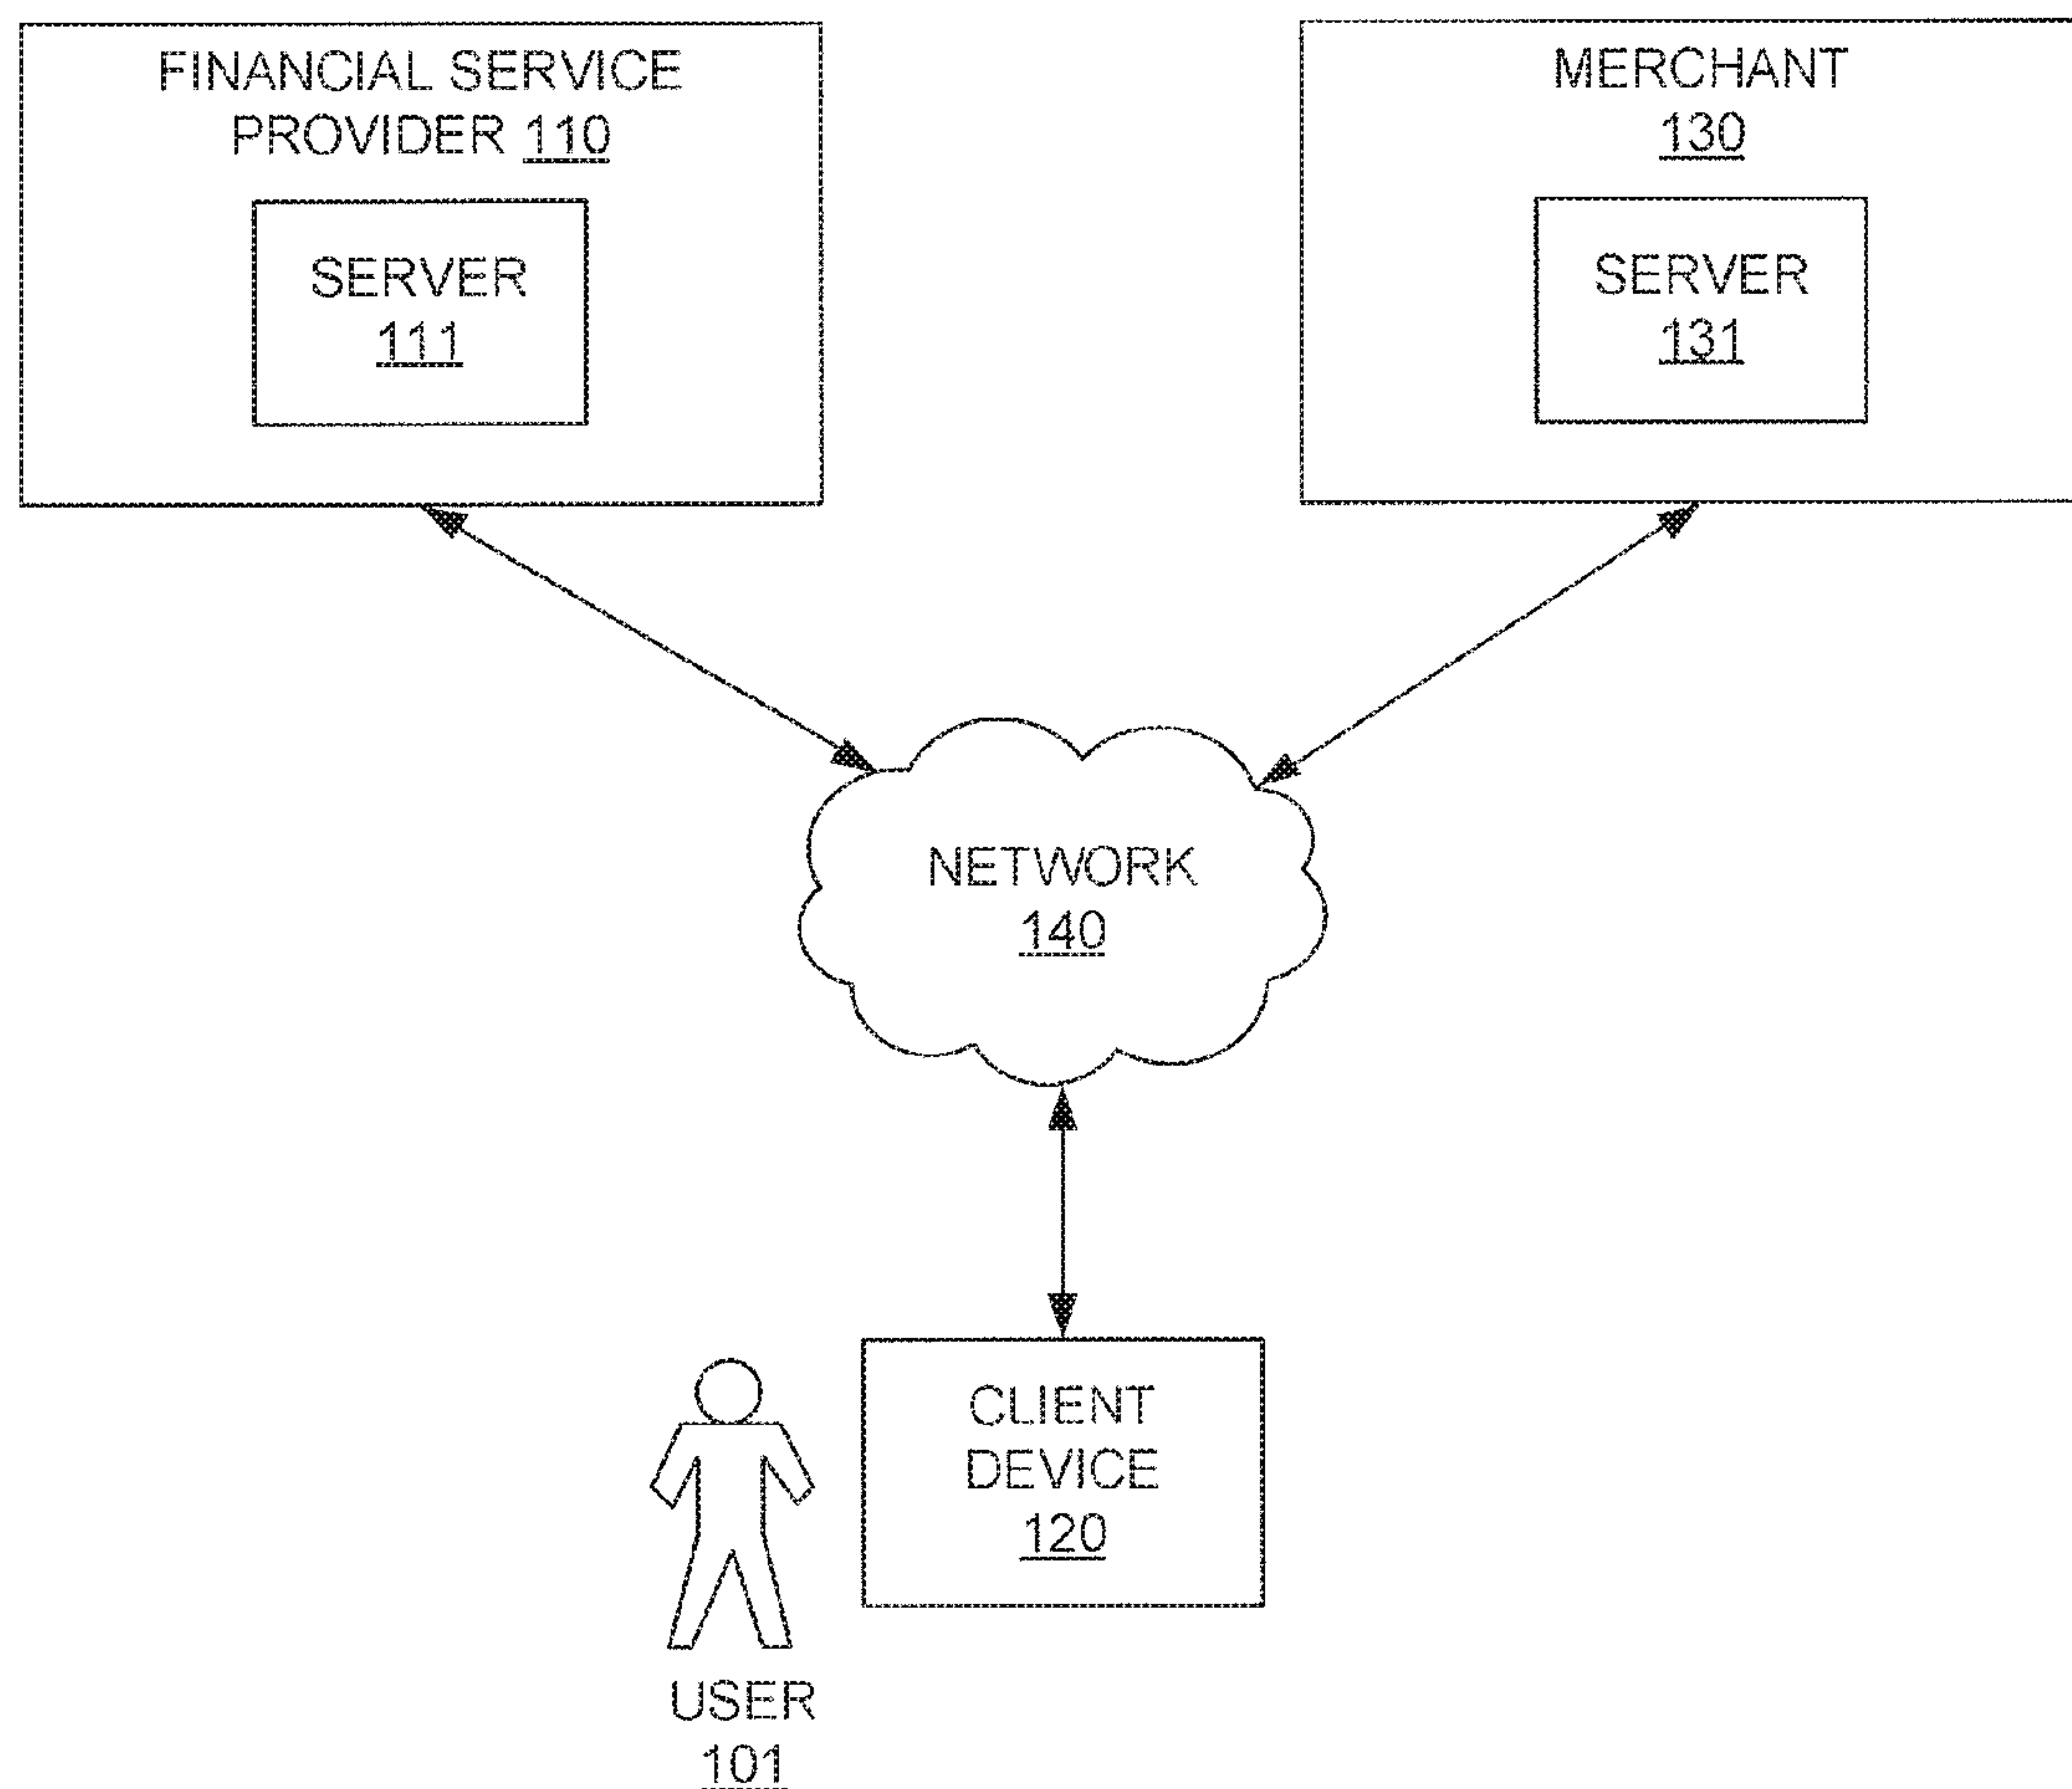 FINANCIAL SERVICE
PROVIDER 110
SERVER
111
MERCHANT
130
SERVER
131
NETWORK
140
CLIENT
DEVICE
120
USER
101